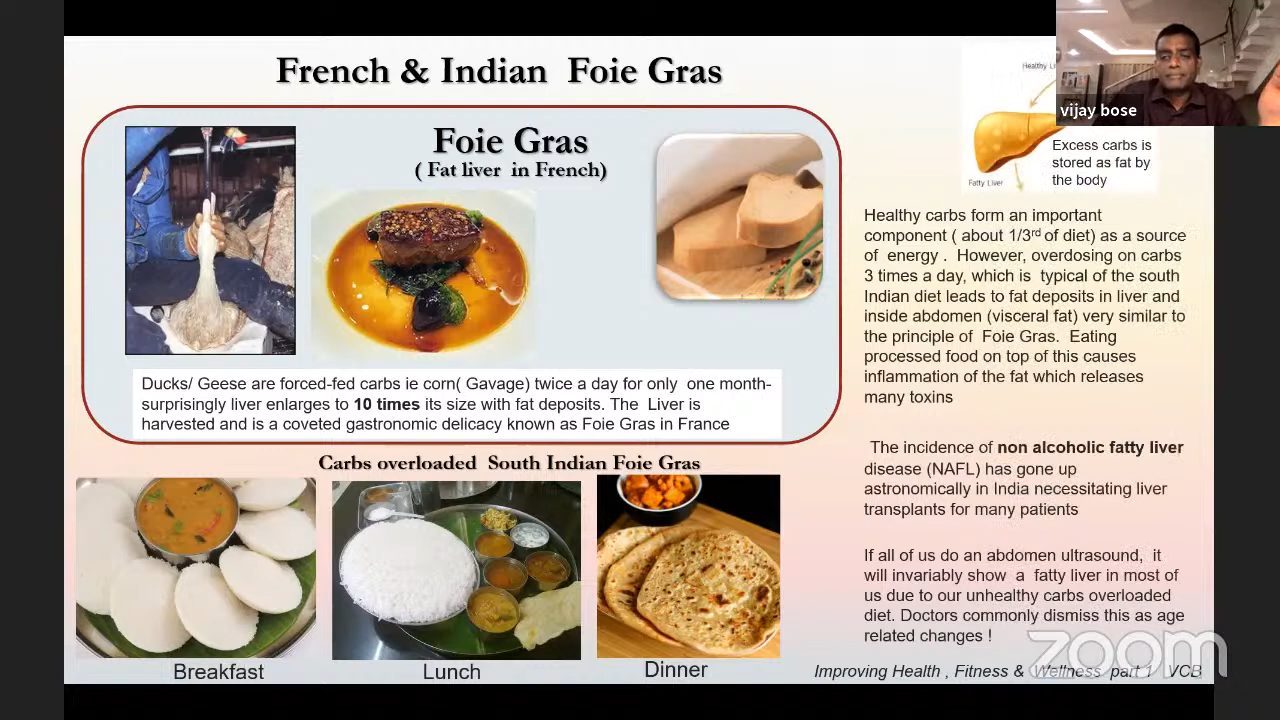 French & Indian Foie Gras
Foie Gras
( Fat liver in French)
Ducks/ Geese are forced-fed carbs ie corn( Gavage) twice a day for only one month-
surprisingly liver enlarges to 10 times its size with fat deposits. The Liver is
harvested and is a coveted gastronomic delicacy known as Foie Gras in France
Carbs overloaded South Indian Foie Gras
Breakfast
Lunch
Dinner
vijay bose
Healthy
Excess carbs is
stored as fat by
the body
Fatty Liver
Healthy carbs form an important
component ( about 1/3rd of diet) as a source
of energy . However, overdosing on carbs
3 times a day, which is typical of the south
Indian diet leads to fat deposits in liver and
inside abdomen (visceral fat) very similar to
the principle of Foie Gras. Eating
processed food on top of this causes
inflammation of the fat which releases
many toxins
The incidence of non alcoholic fatty liver
disease (NAFL) has gone up
astronomically in India necessitating liver
transplants for many patients
If all of us do an abdomen ultrasound, it
will invariably show a fatty liver in most of
us due to our unhealthy carbs overloaded
diet. Doctors commonly dismiss this as age
related changes !
Improving Health , Fitness & Wellness part 1 VCB
zoom